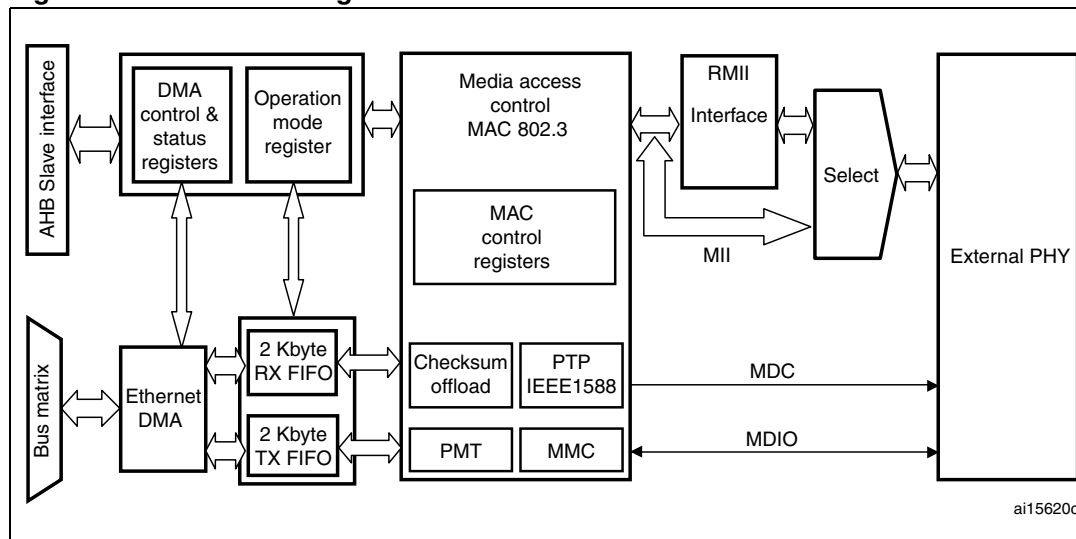 AHB Slave interface
DMA
control &
status
registers
Operation
mode
register
Media access
control
MAC 802.3
RMII
Interface
Select
External PHY
MAC
control
registers
MII
Bus matrix
Ethernet
DMA
2 Kbyte
RX FIFO
2 Kbyte
TX FIFO
Checksum
offload
PTP
IEEE1588
PMT
MMC
MDC
MDIO